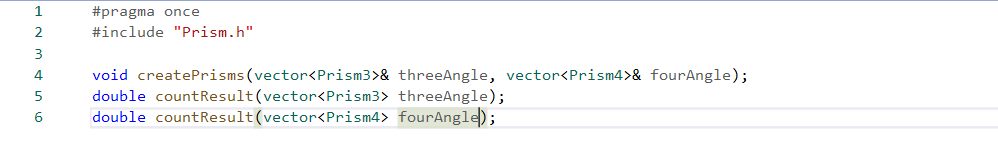 1 #pragma once
2 #include "Prism.h"
3
4 void createPrisms(vector<Prism3>& threeAngle, vector<Prism4>& fourAngle);
5 double countResult(vector<Prism3> threeAngle);
6 double countResult(vector<Prism4> fourAngle);